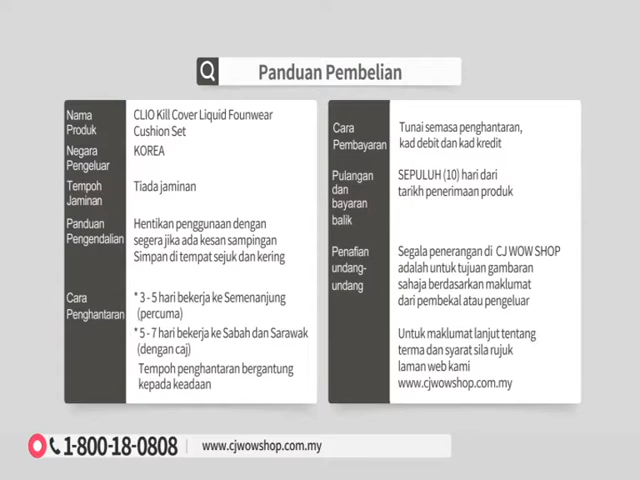 Panduan Pembelian
Nama
Produk
CLIO Kill Cover Liquid Founwear
Cushion Set
Negara
Pengeluar
KOREA
Tempoh
Jaminan
Tiada jaminan
Panduan
Pengendalian
Hentikan penggunaan dengan
segera jika ada kesan sampingan
Simpan di tempat sejuk dan kering
Cara
Penghantaran
* 3 - 5 hari bekerja ke Semenanjung
(percuma)
* 5 - 7 hari bekerja ke Sabah dan Sarawak
(dengan caj)
Tempoh penghantaran bergantung
kepada keadaan
Cara
Pembayaran
Tunai semasa penghantaran,
kad debit dan kad kredit
Pulangan
dan
bayaran
balik
SEPULUH (10) hari dari
tarikh penerimaan produk
Penafian
undang-
undang
Segala penerangan di CJ WOW SHOP
adalah untuk tujuan gambaran
sahaja berdasarkan maklumat
dari pembekal atau pengeluar
Untuk maklumat lanjut tentang
terma dan syarat sila rujuk
laman web kami
www.cjwowshop.com.my
1-800-18-0808
www.cjwowshop.com.my